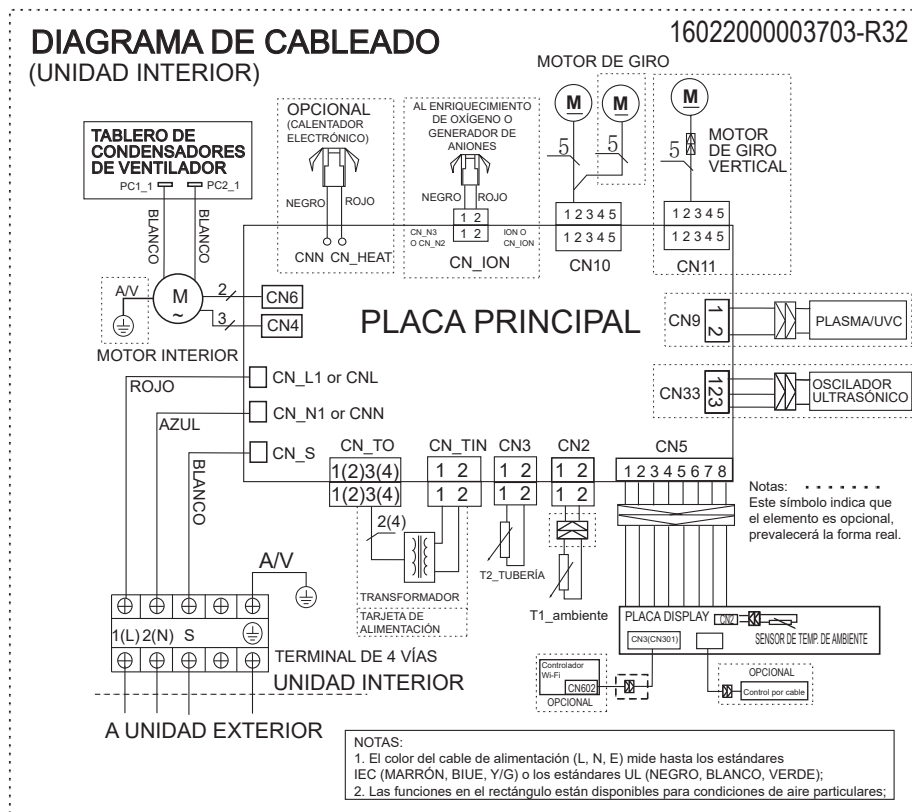 DIAGRAMA DE CABLEADO
(UNIDAD INTERIOR)
16022000003703-R32
TABLERO DE
CONDENSADORES
DE VENTILADOR
PC1_1
PC2_1
BLANCO
BLANCO
OPCIONAL
(CALENTADOR
ELECTRÓNICO)
NEGRO
ROJO
CNN
CN_HEAT
AL ENRIQUECIMIENTO
DE OXÍGENO O
GENERADOR DE
ANIONES
NEGRO
ROJO
1 2
1 2
CN_N3
O CN_N2
ION O
CN_ION
CN_ION
MOTOR DE GIRO
M
M
5
5
1 2 3 4 5
1 2 3 4 5
CN10
M
5
MOTOR
DE GIRO
VERTICAL
1 2 3 4 5
1 2 3 4 5
CN11
A/V
M
~
2
CN6
3
CN4
MOTOR INTERIOR
PLACA PRINCIPAL
CN9
1 2
PLASMA/UVC
CN33
123
OSCILADOR
ULTRASÓNICO
ROJO
CN_L1 or CNL
AZUL
CN_N1 or CNN
BLANCO
CN_S
CN_TO
1(2)3(4)
1(2)3(4)
2(4)
TRANSFORMADOR
TARJETA DE
ALIMENTACIÓN
CN_TIN
1 2
1 2
CN3
1 2
1 2
T2_TUBERÍA
CN2
1 2
1 2
T1_ambiente
CN5
1 2 3 4 5 6 7 8
Notas:
Este símbolo indica que
el elemento es opcional,
prevalecerá la forma real.
PLACA DISPLAY
CN2
SENSOR DE TEMP. DE AMBIENTE
CN3(CN301)
Controlador
Wi-Fi
CN602
OPCIONAL
OPCIONAL
Control por cable
A/V
1(L) 2(N) S
TERMINAL DE 4 VÍAS
UNIDAD INTERIOR
A UNIDAD EXTERIOR
NOTAS:
1. El color del cable de alimentación (L, N, E) mide hasta los estándares
IEC (MARRÓN, BIUE, Y/G) o los estándares UL (NEGRO, BLANCO, VERDE);
2. Las funciones en el rectángulo están disponibles para condiciones de aire particulares;